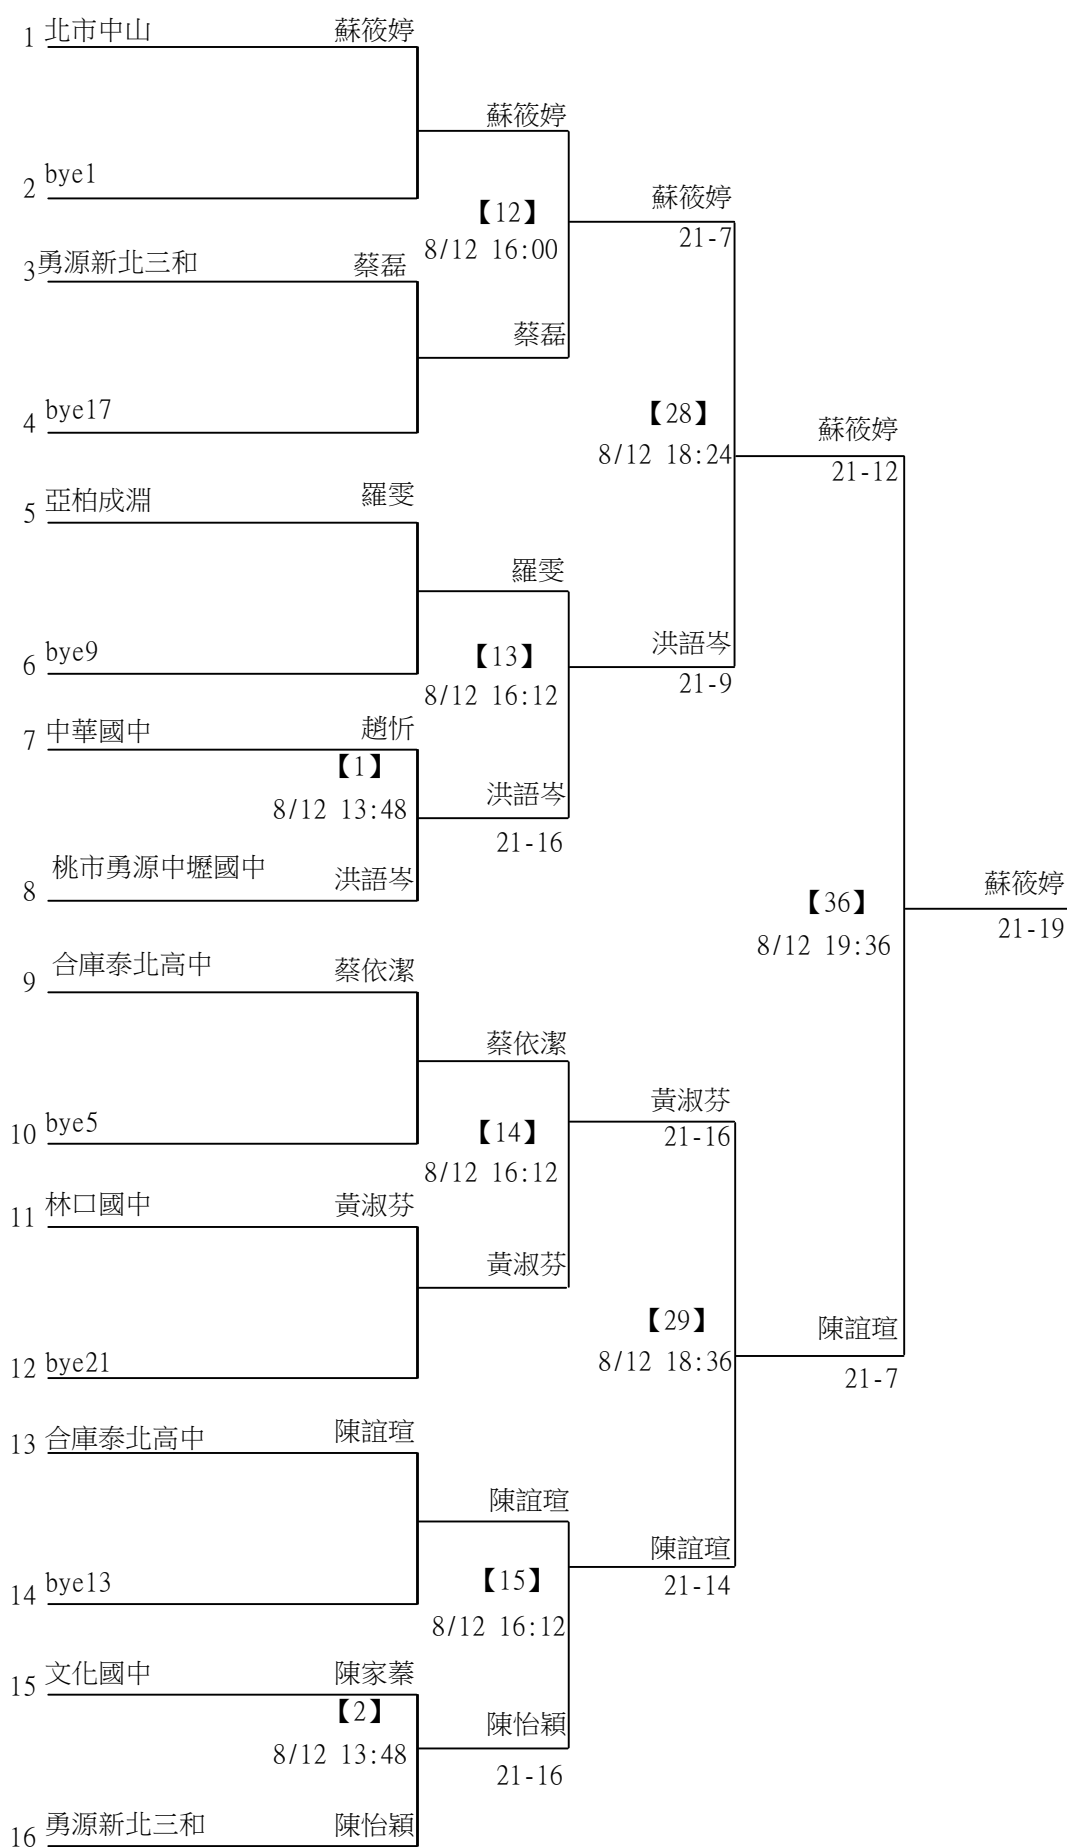 1 北市中山 蘇筱婷
蘇筱婷
2 bye1
【12】
8/12 16:00
蘇筱婷
21-7
3 勇源新北三和 蔡磊
蔡磊
4 bye17
【28】
8/12 18:24
蘇筱婷
21-12
5 亞柏成淵 羅雯
羅雯
6 bye9
【13】
8/12 16:12
洪語岑
21-9
7 中華國中 趙忻
【1】
8/12 13:48
洪語岑
21-16
8 桃市勇源中壢國中 洪語岑
【36】
8/12 19:36
蘇筱婷
21-19
9 合庫泰北高中 蔡依潔
蔡依潔
10 bye5
【14】
8/12 16:12
黃淑芬
21-16
11 林口國中 黃淑芬
黃淑芬
12 bye21
【29】
8/12 18:36
陳誼瑄
21-7
13 合庫泰北高中 陳誼瑄
陳誼瑄
14 bye13
【15】
8/12 16:12
陳誼瑄
21-14
15 文化國中 陳家蓁
【2】
8/12 13:48
陳怡穎
21-16
16 勇源新北三和 陳怡穎